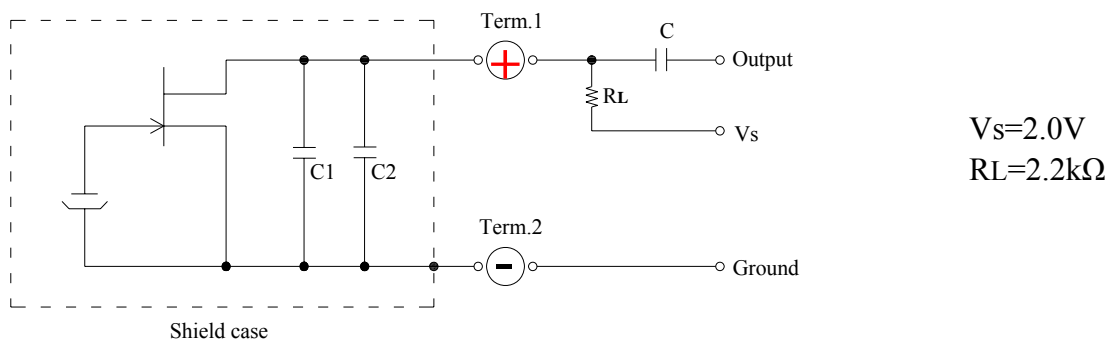 Term.1
C
Output
RL
Vs
Vs=2.0V
RL=2.2kΩ
C1
C2
Term.2
Ground
Shield case